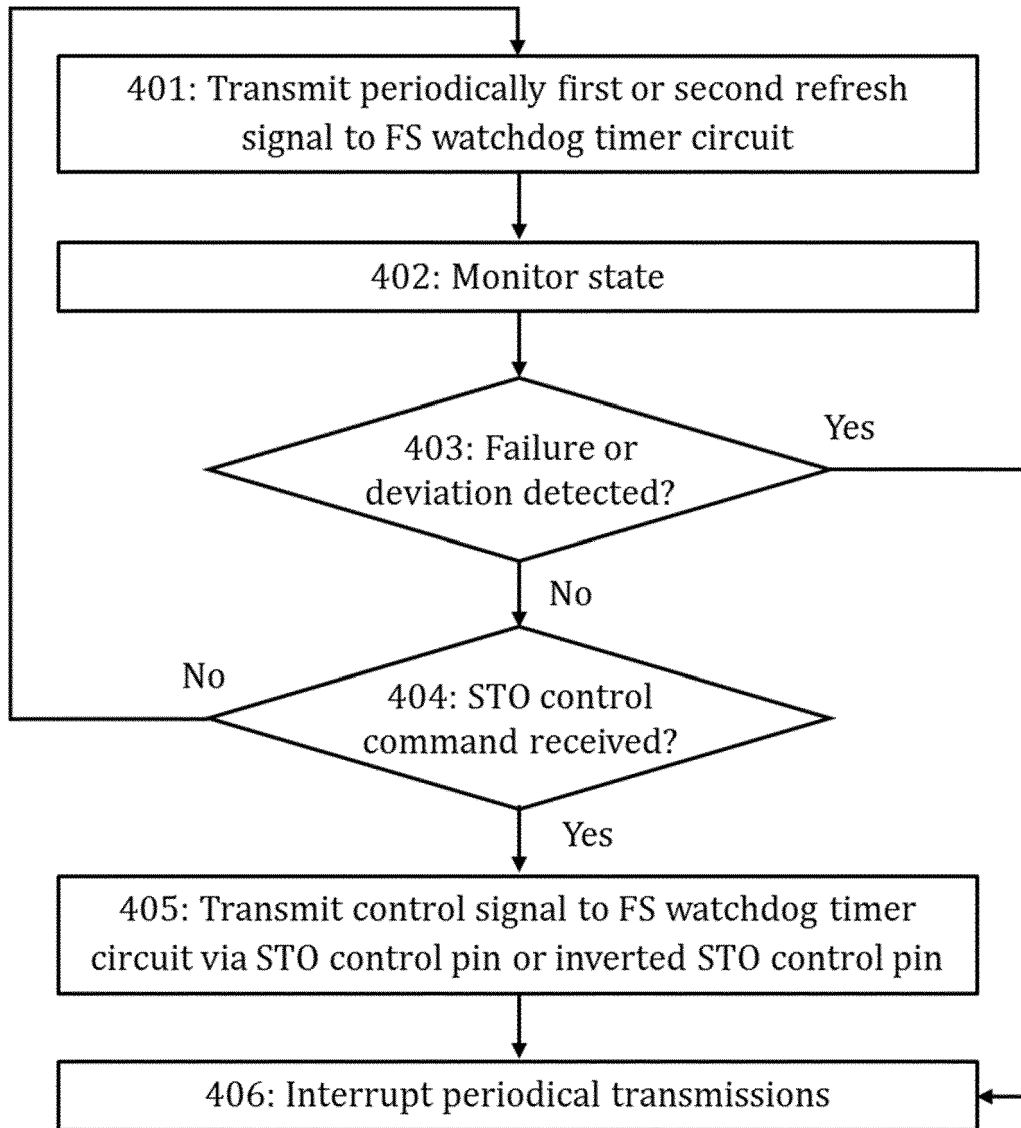 401: Transmit periodically first or second refresh
signal to FS watchdog timer circuit
402: Monitor state
403: Failure or
deviation detected?
Yes
No
404: STO control
command received?
No
Yes
405: Transmit control signal to FS watchdog timer
circuit via STO control pin or inverted STO control pin
406: Interrupt periodical transmissions